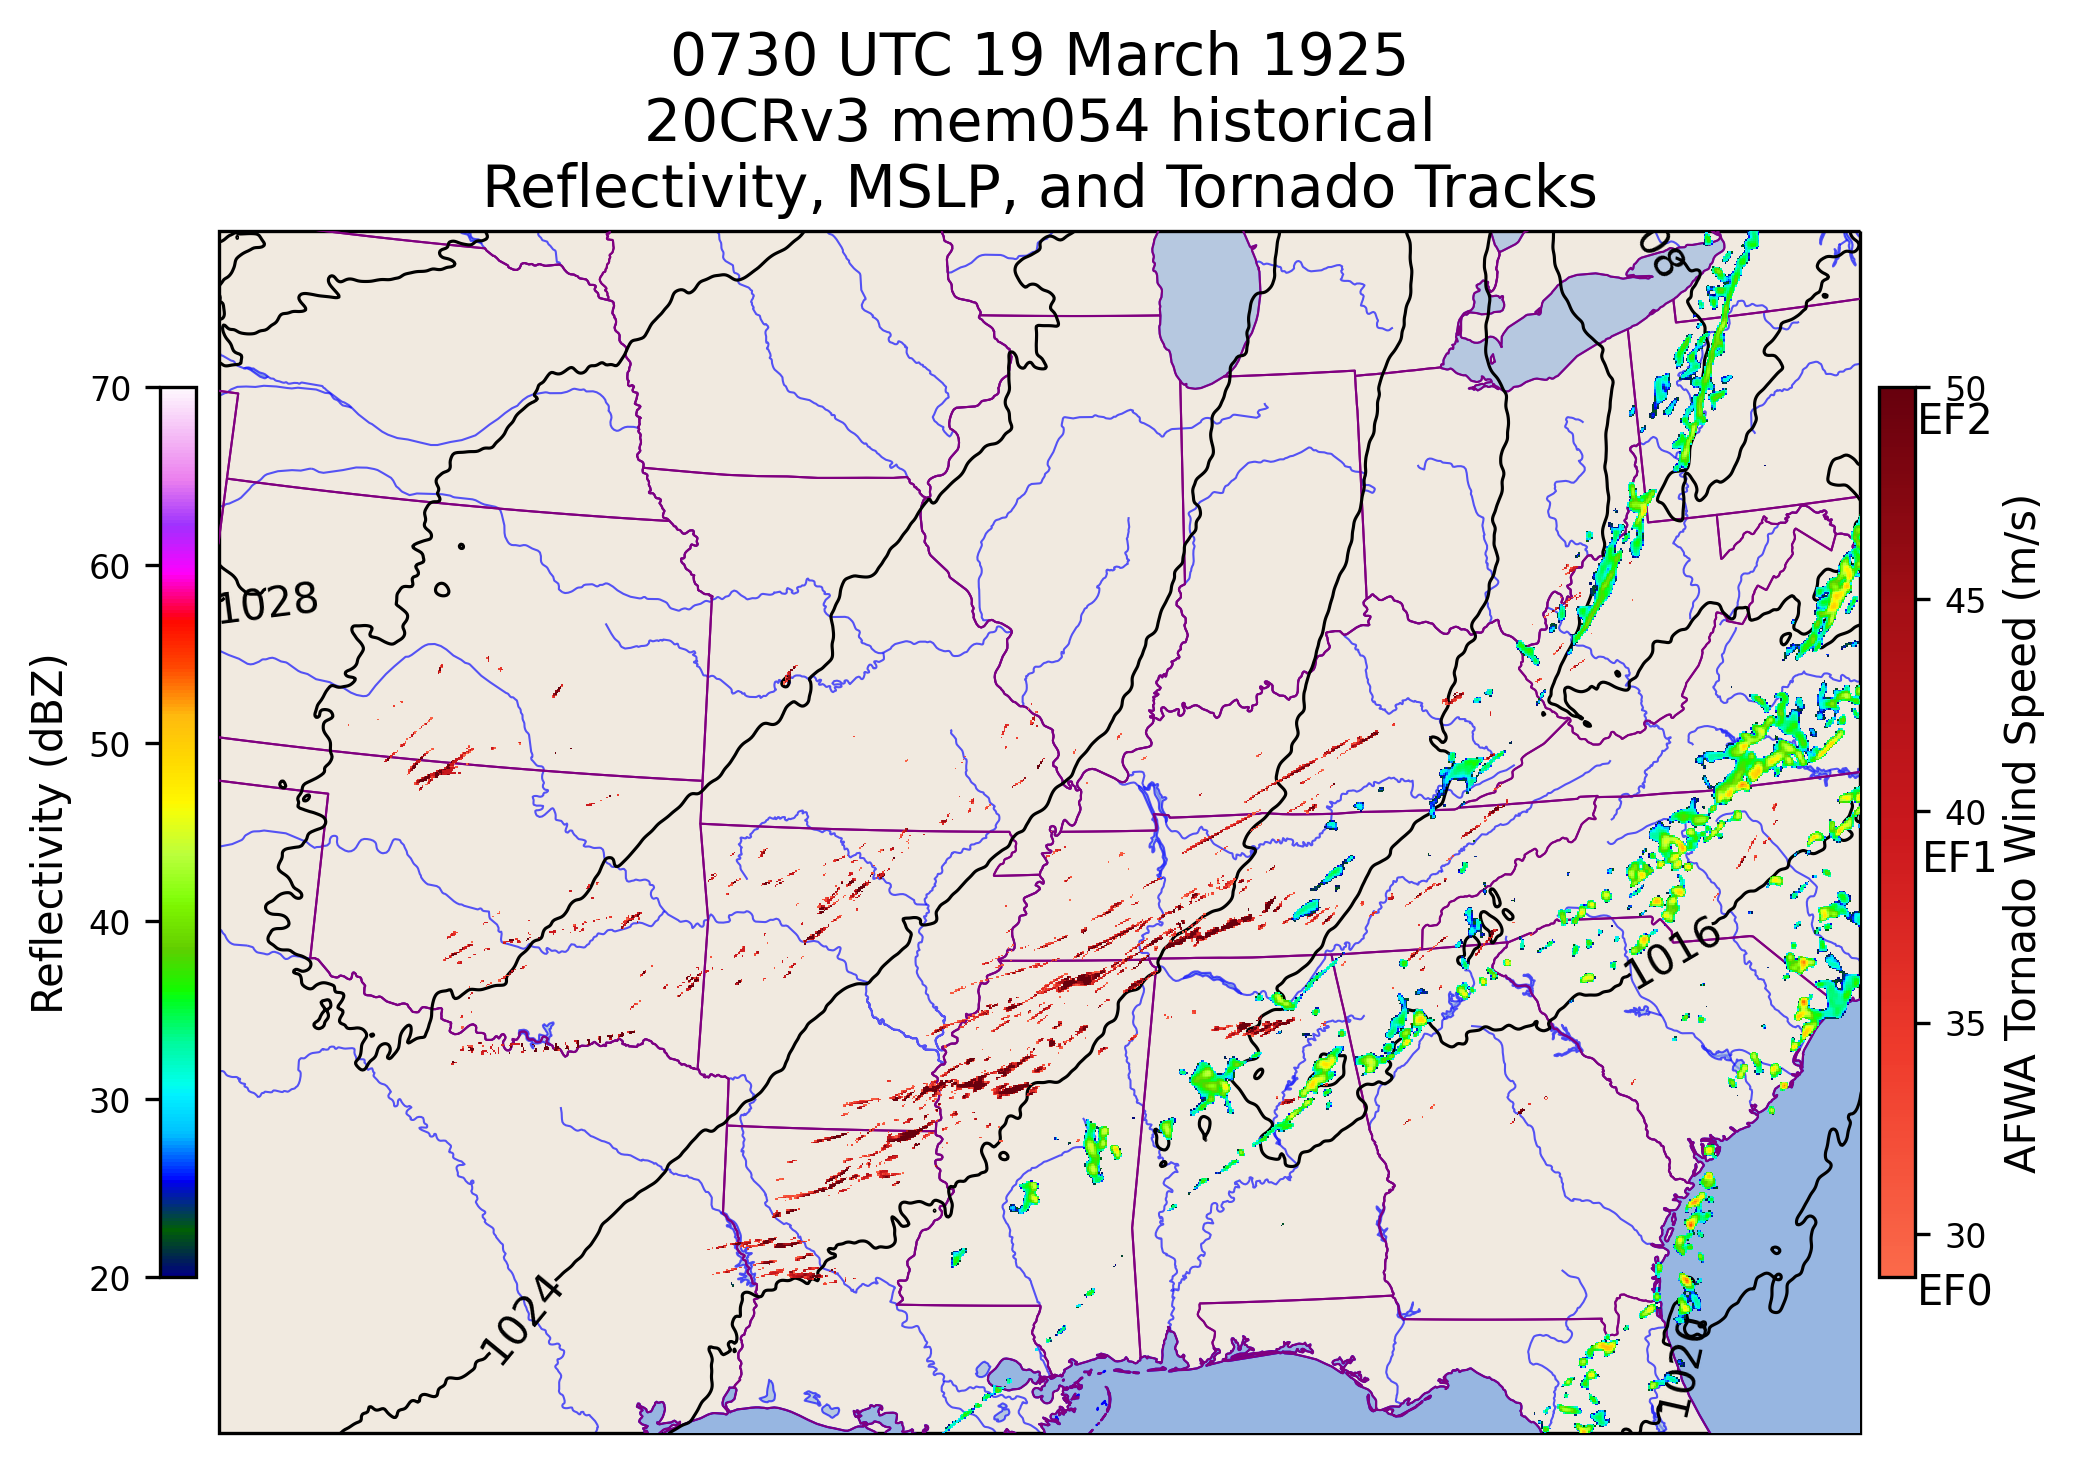 0730 UTC 19 March 1925
20CRv3 mem054 historical
Reflectivity, MSLP, and Tornado Tracks
Reflectivity (dBZ)
70
60
50
40
30
20
1028
1024
1016
AFWA Tornado Wind Speed (m/s)
50
EF2
45
40
EF1
35
30
EF0